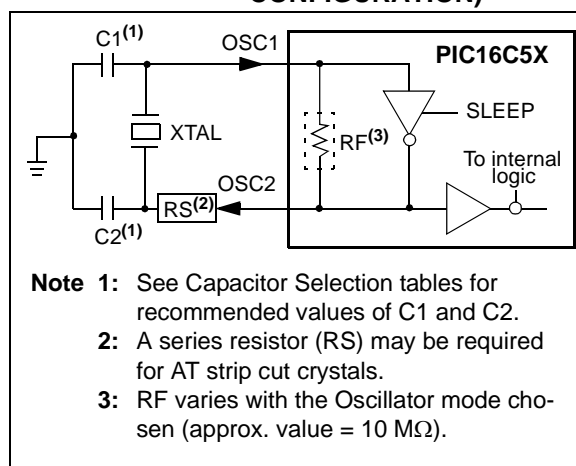 CONFIGURATION)
C1(1)
OSC1
PIC16C5X
SLEEP
XTAL
RF(3)
To internal
logic
OSC2
RS(2)
C2(1)
Note 1: See Capacitor Selection tables for
recommended values of C1 and C2.
2: A series resistor (RS) may be required
for AT strip cut crystals.
3: RF varies with the Oscillator mode cho-
sen (approx. value = 10 MΩ).